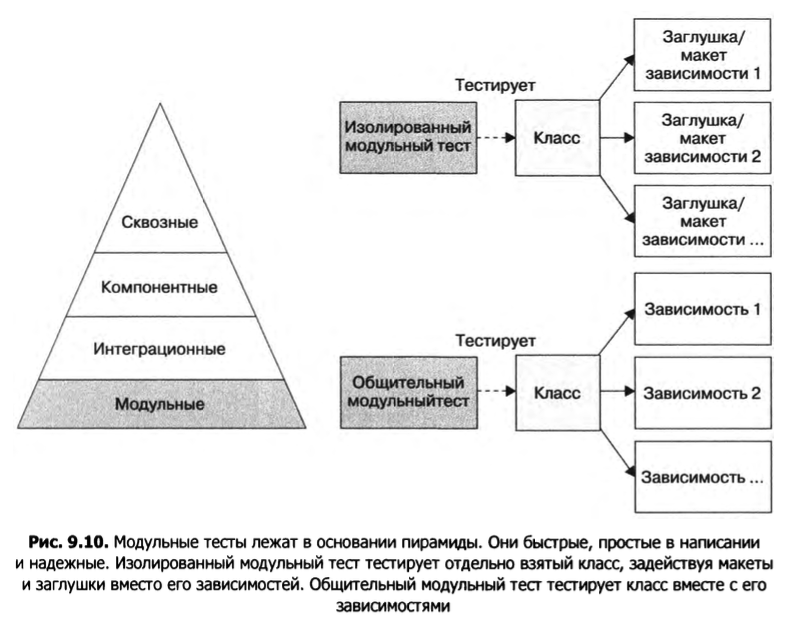 Сквозные
Компонентные
Интеграционные
Модульные
Тестирует
Изолированный
модульный тест
Класс
Заглушка/
макет
зависимости 1
Заглушка/
макет
зависимости 2
Заглушка/
макет
зависимости ...
Тестирует
Общительный
модульныйтест
Класс
Зависимость 1
Зависимость 2
Зависимость ...
Рис. 9.10. Модульные тесты лежат в основании пирамиды. Они быстрые, простые в написании
и надежные. Изолированный модульный тест тестирует отдельно взятый класс, задействуя макеты
и заглушки вместо его зависимостей. Общительный модульный тест тестирует класс вместе с его
зависимостями